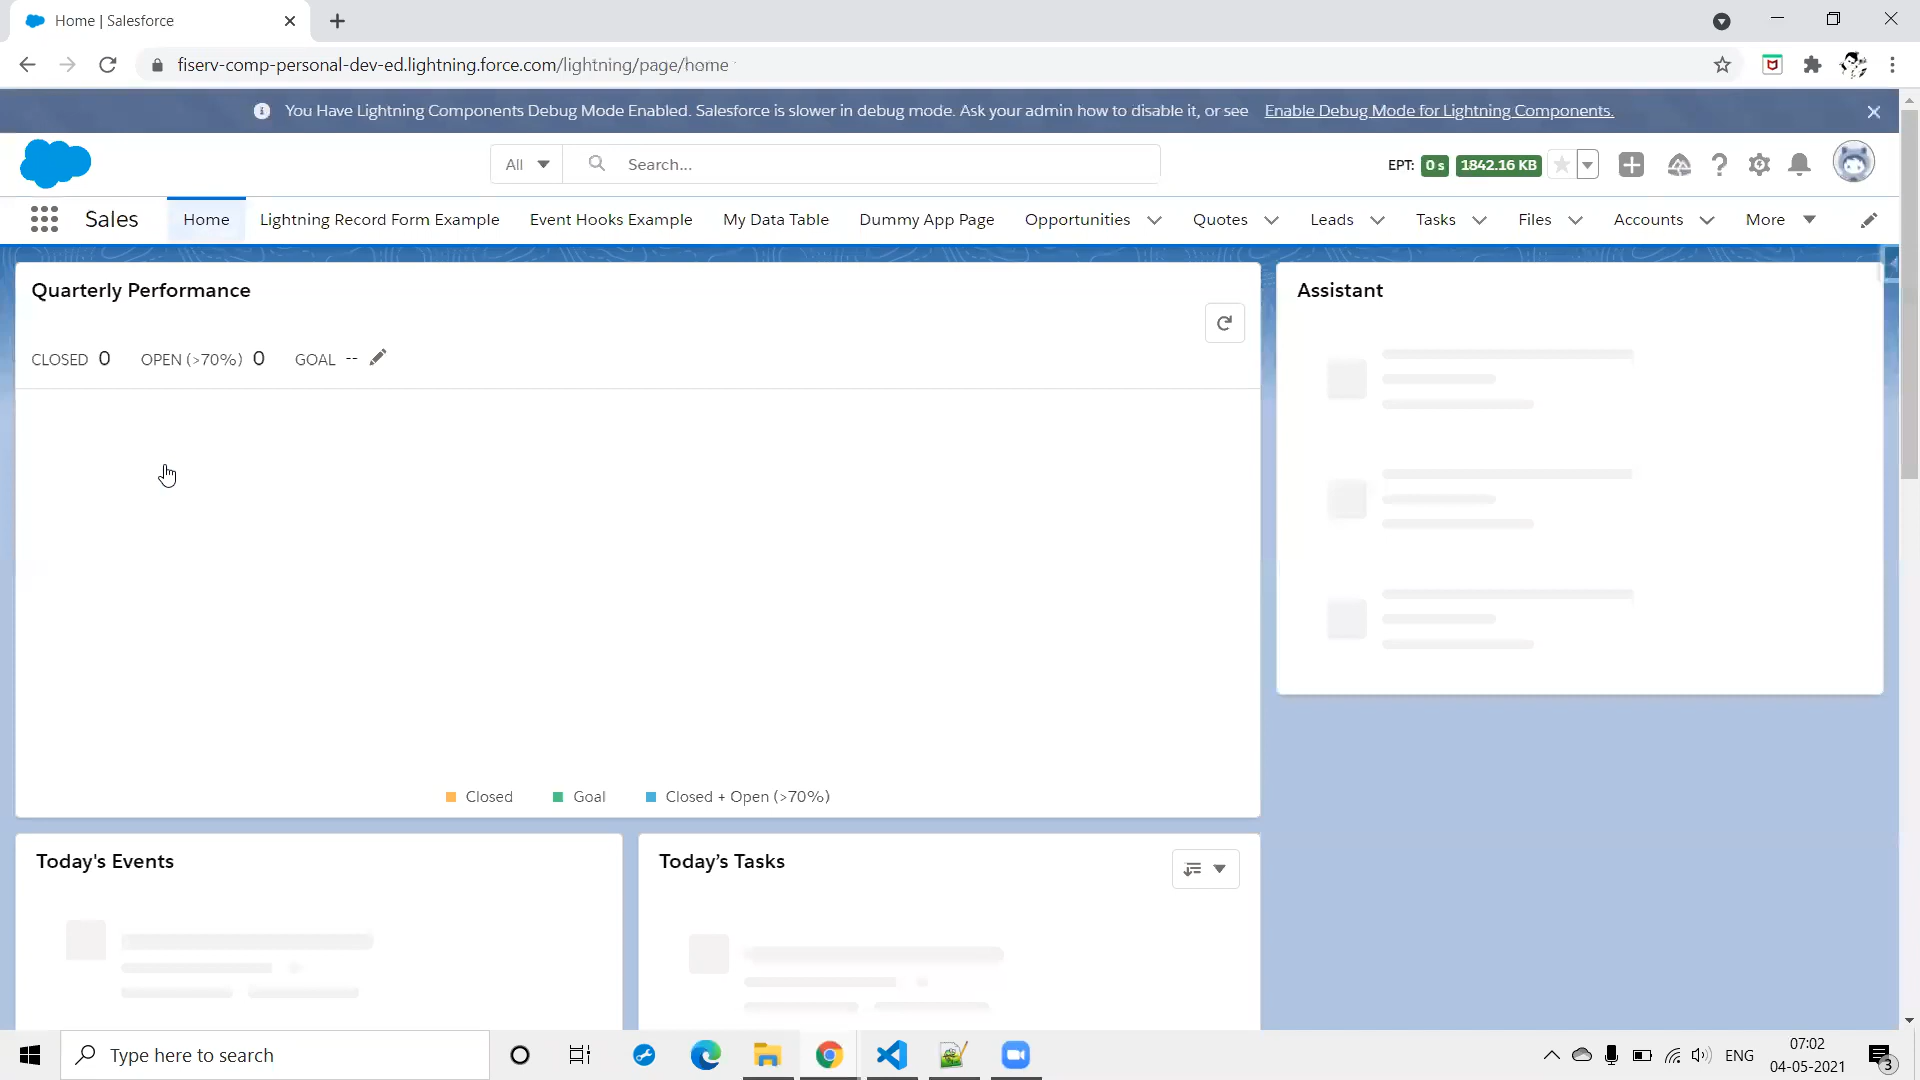 Home | Salesforce
fiserv-comp-personal-dev-ed.lightning.force.com/lightning/page/home
You Have Lightning Components Debug Mode Enabled. Salesforce is slower in debug mode. Ask your admin how to disable it, or see Enable Debug Mode for Lightning Components.
All Search... EPT: 0 s 1842.16 KB
Sales Home Lightning Record Form Example Event Hooks Example My Data Table Dummy App Page Opportunities Quotes Leads Tasks Files Accounts More
Quarterly Performance
CLOSED 0 OPEN (>70%) 0 GOAL --
Closed Goal Closed + Open (>70%)
Assistant
Today's Events
Today’s Tasks
Type here to search
ENG
07:02
04-05-2021
3